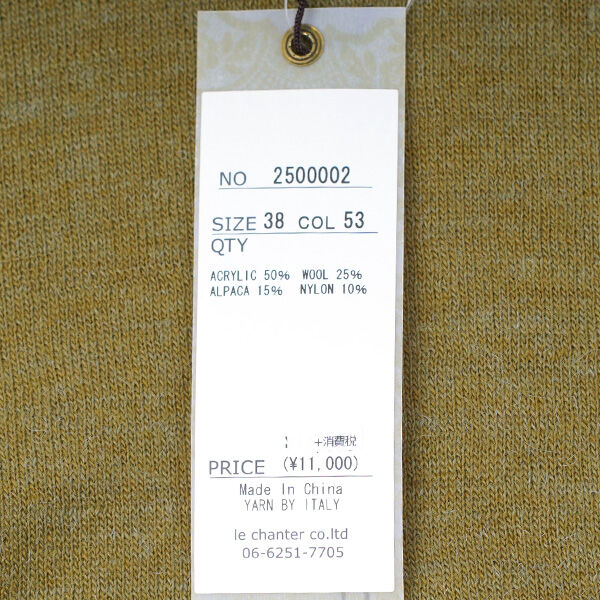 NO 2500002
SIZE 38 COL 53
QTY
ACRYLIC 50% WOOL 25%
ALPACA 15% NYLON 10%
+消費税
PRICE (¥11,000)
Made In China
YARN BY ITALY
le chanter co.ltd
06-6251-7705